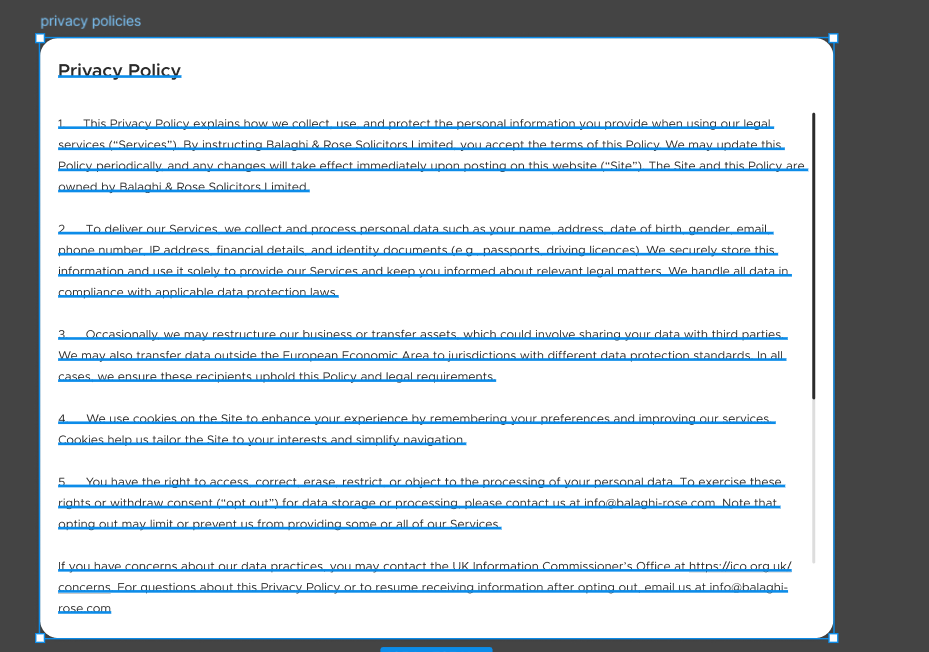 privacy policies
Privacy Policy
1. This Privacy Policy explains how we collect, use, and protect the personal information you provide when using our legal
services (“Services”). By instructing Balaghi & Rose Solicitors Limited, you accept the terms of this Policy. We may update this
Policy periodically, and any changes will take effect immediately upon posting on this website (“Site”). The Site and this Policy are
owned by Balaghi & Rose Solicitors Limited.
2. To deliver our Services, we collect and process personal data such as your name, address, date of birth, gender, email,
phone number, IP address, financial details, and identity documents (e.g., passports, driving licences). We securely store this
information and use it solely to provide our Services and keep you informed about relevant legal matters. We handle all data in
compliance with applicable data protection laws.
3. Occasionally, we may restructure our business or transfer assets, which could involve sharing your data with third parties.
We may also transfer data outside the European Economic Area to jurisdictions with different data protection standards. In all
cases, we ensure these recipients uphold this Policy and legal requirements.
4. We use cookies on the Site to enhance your experience by remembering your preferences and improving our services.
Cookies help us tailor the Site to your interests and simplify navigation.
5. You have the right to access, correct, erase, restrict, or object to the processing of your personal data. To exercise these
rights or withdraw consent (“opt out”) for data storage or processing, please contact us at info@balaghi-rose.com. Note that
opting out may limit or prevent us from providing some or all of our Services.
If you have concerns about our data practices, you may contact the UK Information Commissioner’s Office at https://ico.org.uk/
concerns. For questions about this Privacy Policy or to resume receiving information after opting out, email us at info@balaghi-
rose.com